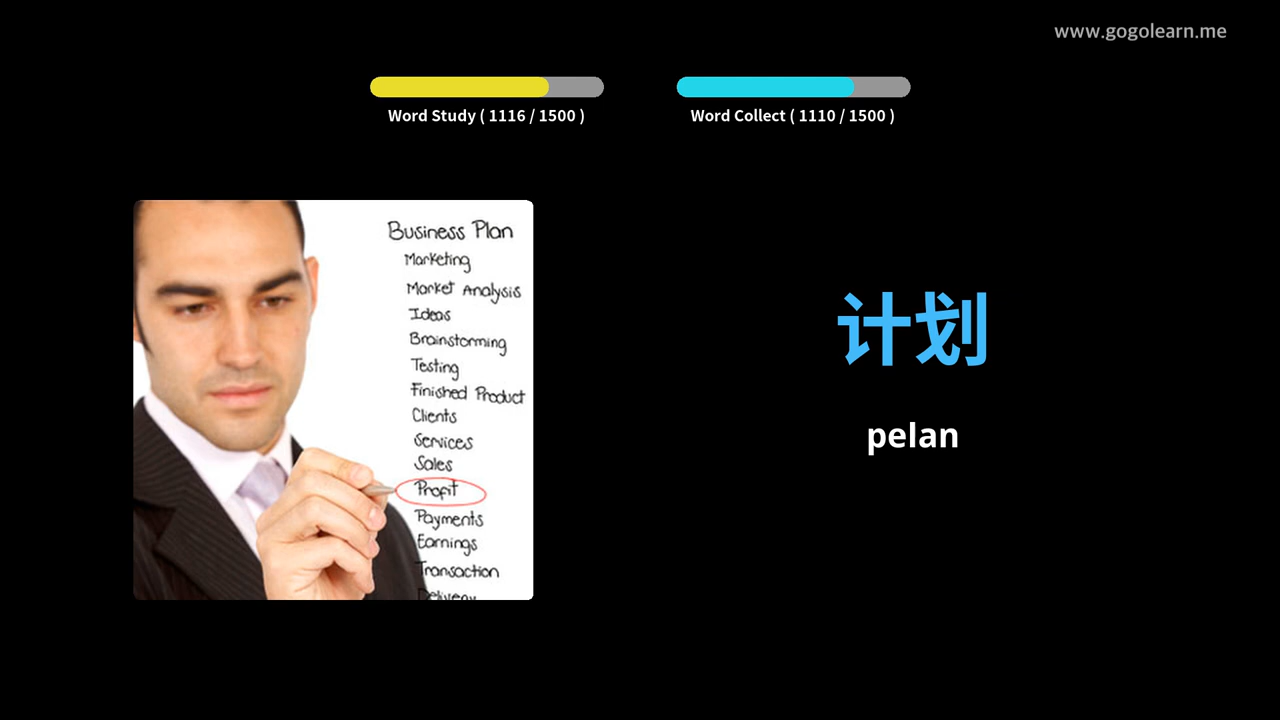 www.gogolearn.me
Word Study ( 1116 / 1500 )
Word Collect ( 1110 / 1500 )
Business Plan
Marketing
Market Analysis
Ideas
Brainstorming
Testing
Finished Product
Clients
Services
Sales
Profit
Payments
Earnings
Transaction
Delivery
计划
pelan